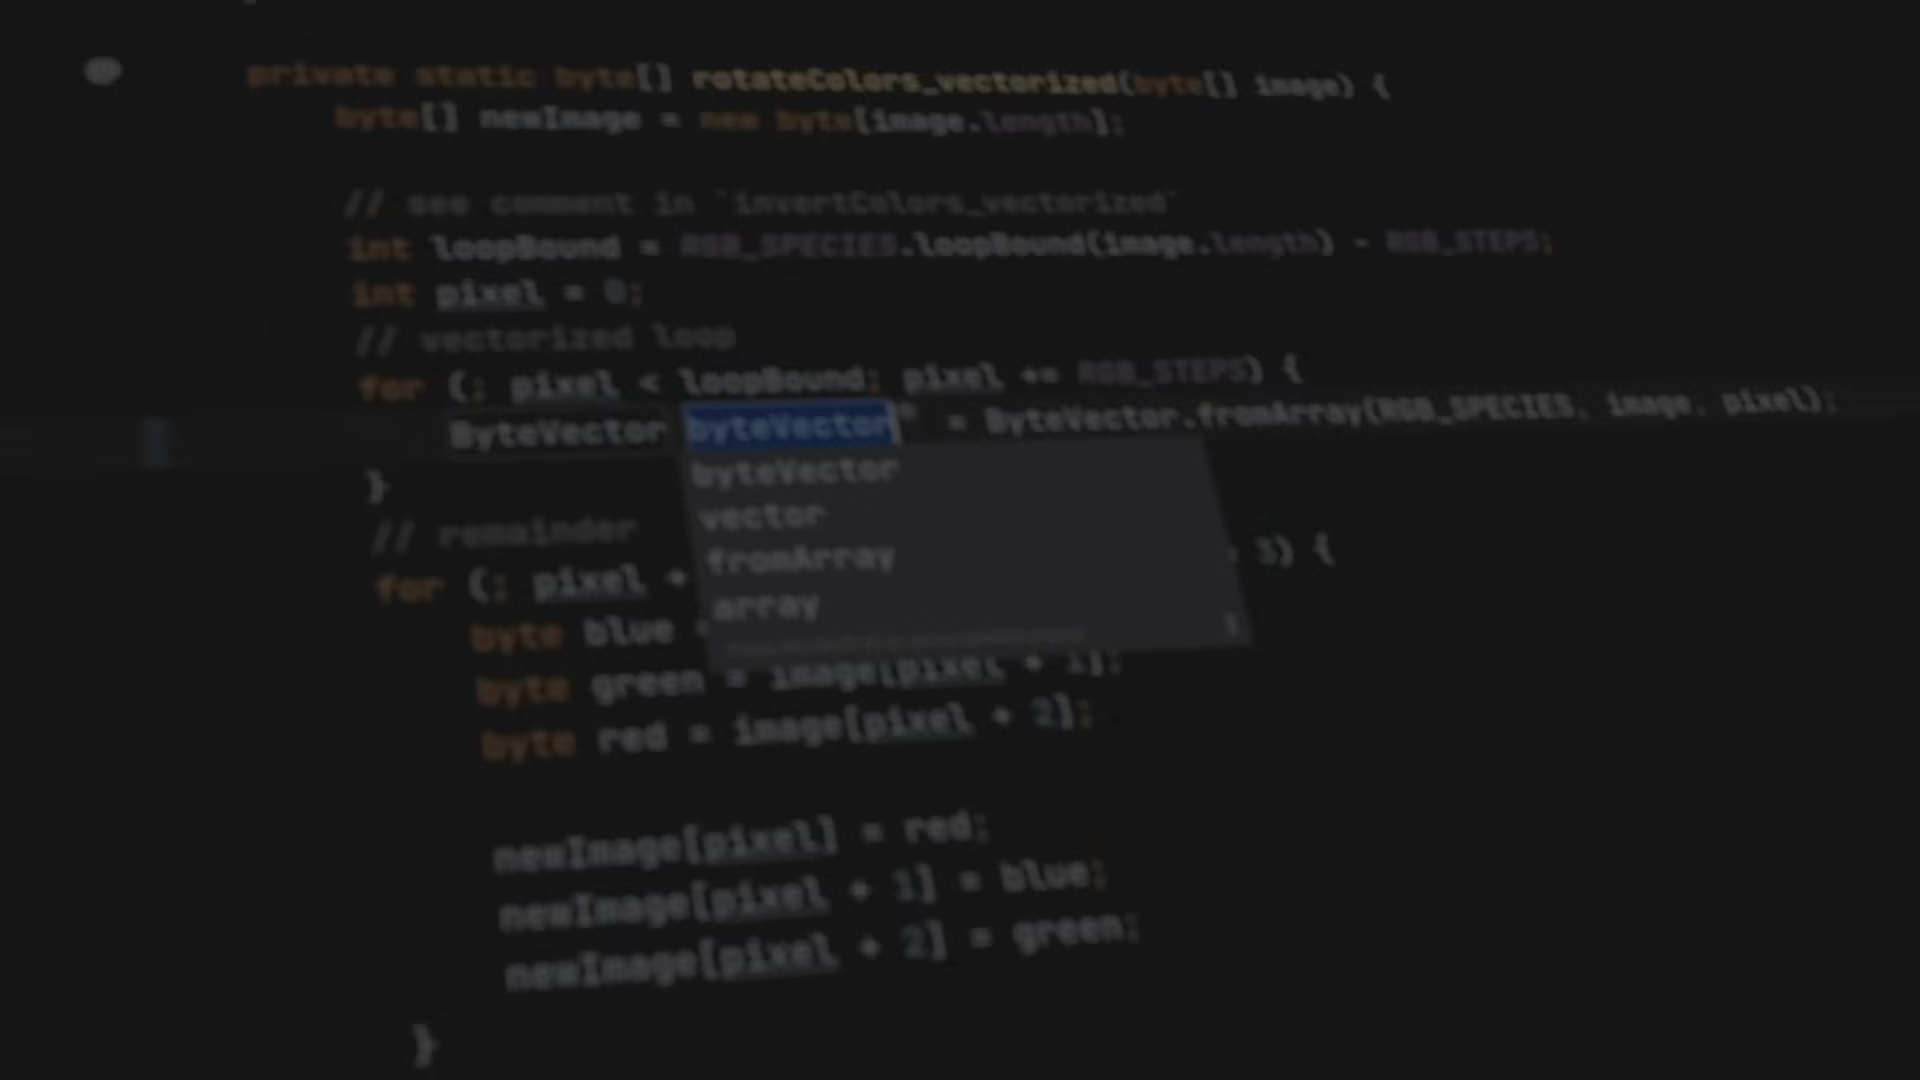 private static byte[] rotateColors_vectorized(byte[] image) {
byte[] newImage = new byte[image.length];
// see comment in `invertColors_vectorized`
int loopBound = RGB_SPECIES.loopBound(image.length) - RGB_STEPS;
int pixel = 0;
// vectorized loop
for (; pixel < loopBound; pixel += RGB_STEPS) {
ByteVector byteVector = ByteVector.fromArray(RGB_SPECIES, image, pixel);
byteVector
}
vector
// remainder
fromArray
for (; pixel + 3) {
array
byte blue
byte green = image[pixel + 1];
byte red = image[pixel + 2];
newImage[pixel] = red;
newImage[pixel + 1] = blue;
newImage[pixel + 2] = green;
}